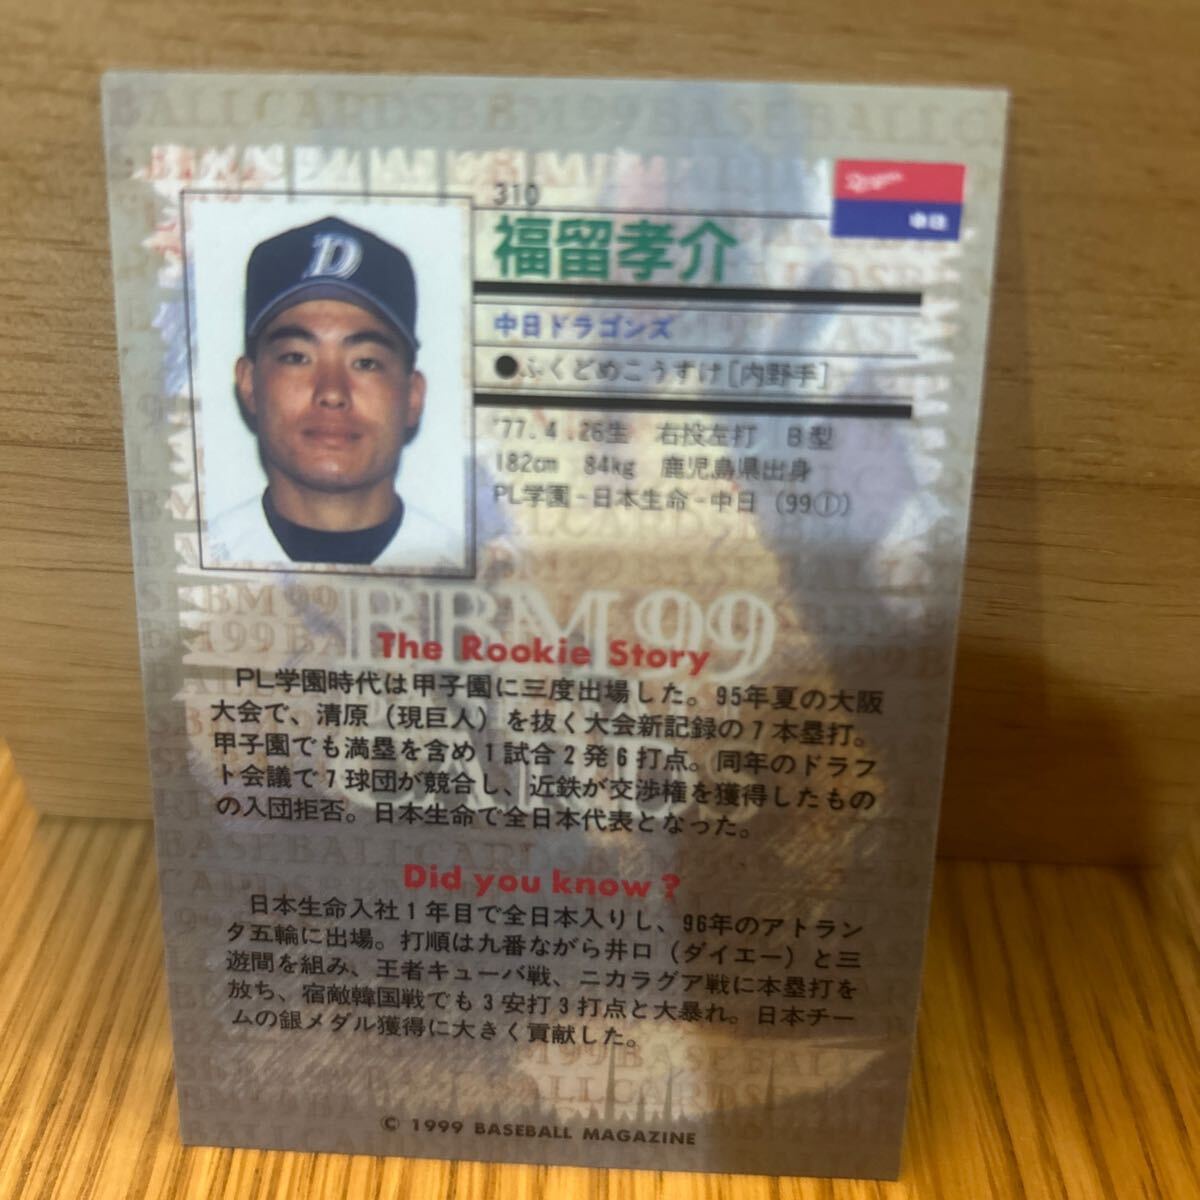 BALLCARDSBBM99BASEBALLC
310
福留孝介
中日
中日ドラゴンズ
●ふくどめこうすけ[内野手]
'77.4.26生 右投左打 B型
182cm 84kg 鹿児島県出身
PL学園-日本生命-中日 (99①)
BBM99
The Rookie Story
PL学園時代は甲子園に三度出場した。95年夏の大阪
大会で、清原（現巨人）を抜く大会新記録の7本塁打。
甲子園でも満塁を含め1試合2発6打点。同年のドラフ
ト会議で7球団が競合し、近鉄が交渉権を獲得したもの
の入団拒否。日本生命で全日本代表となった。
Did you know?
日本生命入社1年目で全日本入りし、96年のアトラン
タ五輪に出場。打順は九番ながら井口（ダイエー）と三
遊間を組み、王者キューバ戦、ニカラグア戦に本塁打を
放ち、宿敵韓国戦でも3安打3打点と大暴れ。日本チー
ムの銀メダル獲得に大きく貢献した。
© 1999 BASEBALL MAGAZINE